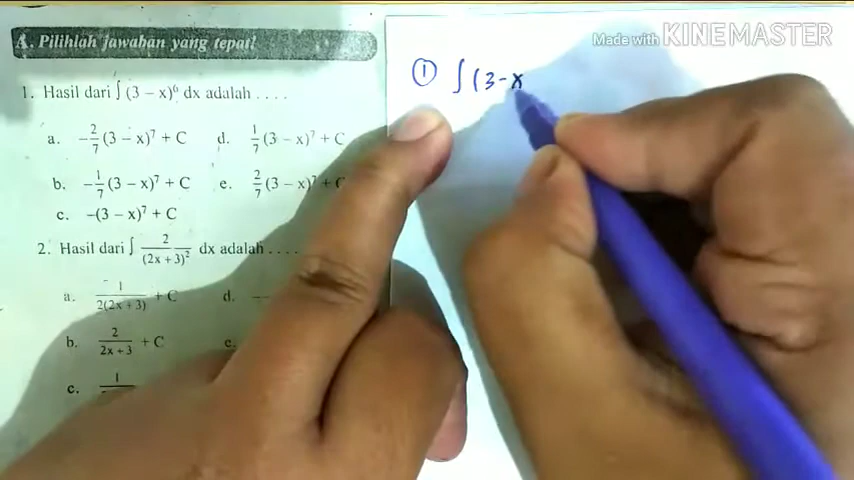 Made with KINEMASTER
A. Pilihlah jawaban yang tepat!
1. Hasil dari ∫ (3 − x)⁶ dx adalah . . . .
a. −2/7 (3 − x)⁷ + C d. 1/7 (3 − x)⁷ + C
b. −1/7 (3 − x)⁷ + C e. 2/7 (3 − x)⁷ + C
c. −(3 − x)⁷ + C
2. Hasil dari ∫ 2/(2x + 3)² dx adalah . . . .
a. 1/2(2x + 3) + C d.
b. 2/2x + 3 + C e.
c. 1
① ∫ (3 − x